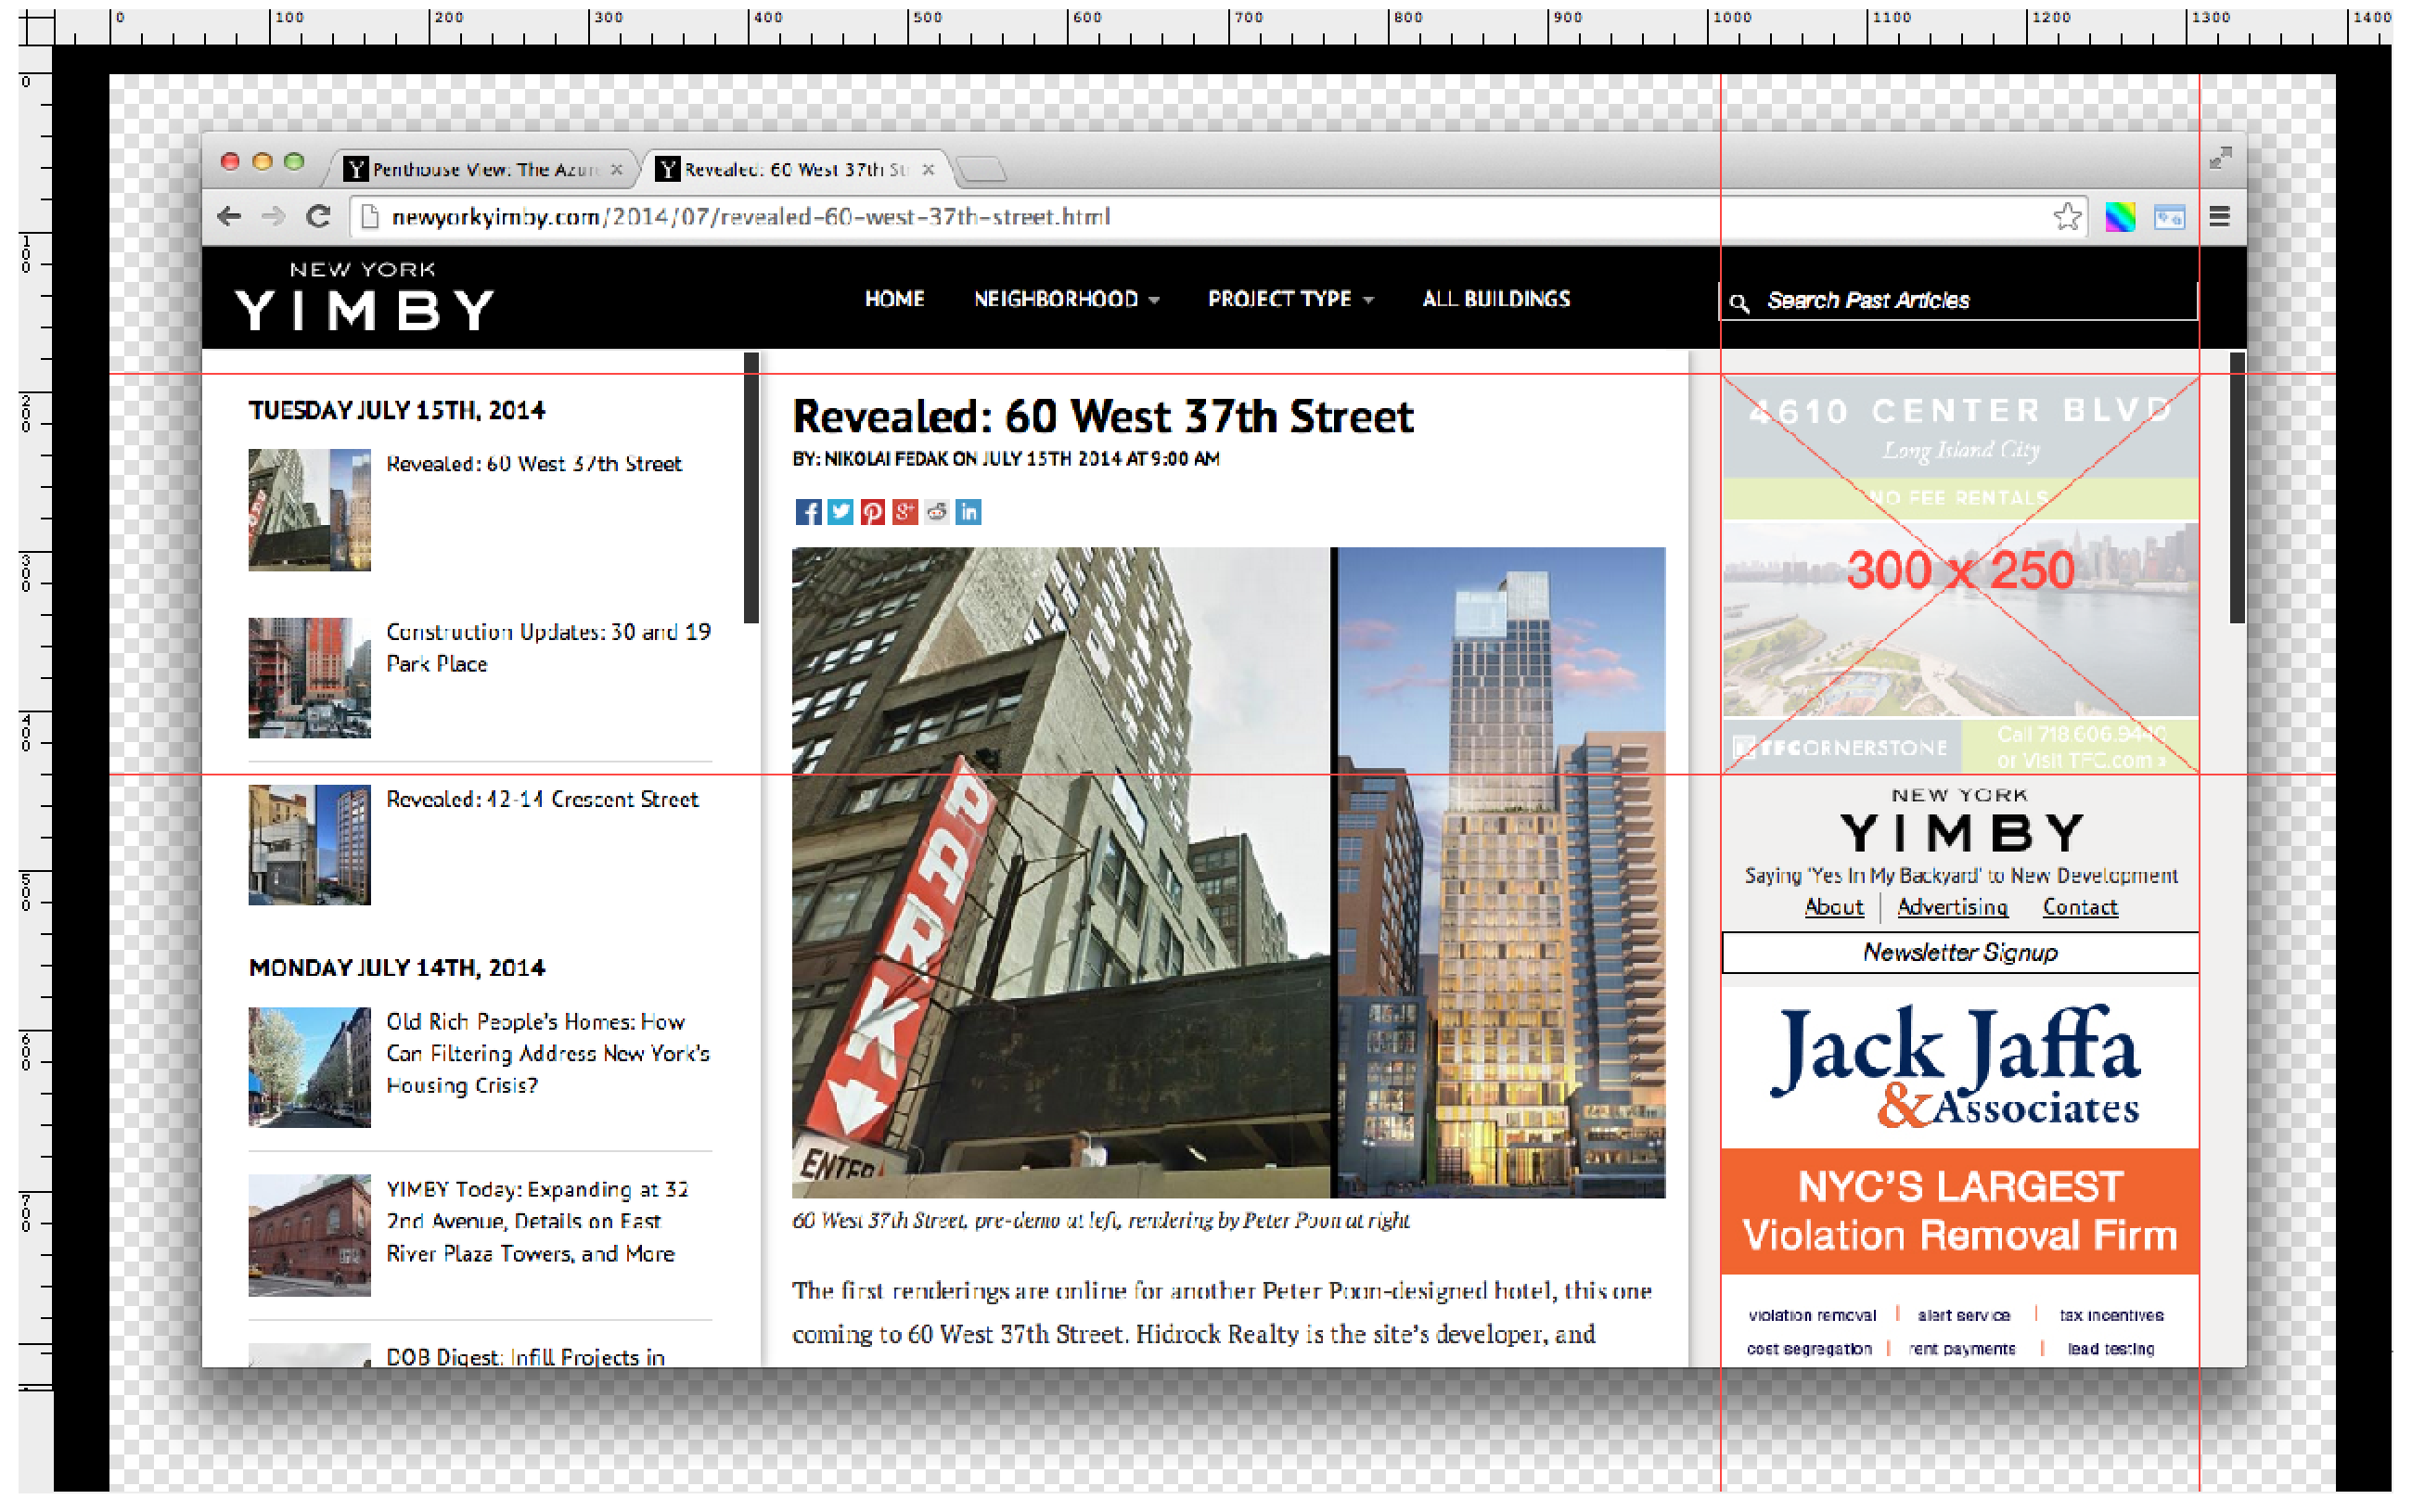 0 100 200 300 400 500 600 700 800 900 1000 1100 1200 1300 1400
0
100
200
300
400
500
600
700
Penthouse View: The Azur
Revealed: 60 West 37th St
newyorkyimby.com/2014/07/revealed-60-west-37th-street.html
NEW YORK
YIMBY
HOME NEIGHBORHOOD PROJECT TYPE ALL BUILDINGS
Search Past Articles
TUESDAY JULY 15TH, 2014
Revealed: 60 West 37th Street
Construction Updates: 30 and 19
Park Place
Revealed: 42-14 Crescent Street
MONDAY JULY 14TH, 2014
Old Rich People's Homes: How
Can Filtering Address New York's
Housing Crisis?
YIMBY Today: Expanding at 32
2nd Avenue, Details on East
River Plaza Towers, and More
DOB Digest: Infill Projects in
Revealed: 60 West 37th Street
BY: NIKOLAI FEDAK ON JULY 15TH 2014 AT 9:00 AM
PARK
ENTER
60 West 37th Street, pre-demo at left, rendering by Peter Poon at right
The first renderings are online for another Peter Poon-designed hotel, this one
coming to 60 West 37th Street. Hidrock Realty is the site's developer, and
4610 CENTER BLVD
Long Island City
NO FEE RENTALS
300 x 250
TFCORNERSTONE
Call 718.606.9440
or Visit TFC.com »
NEW YORK
YIMBY
Saying 'Yes In My Backyard' to New Development
About Advertising Contact
Newsletter Signup
Jack Jaffa
&Associates
NYC'S LARGEST
Violation Removal Firm
violation removal | alert service | tax incentives
cost segregation | rent payments | lead testing